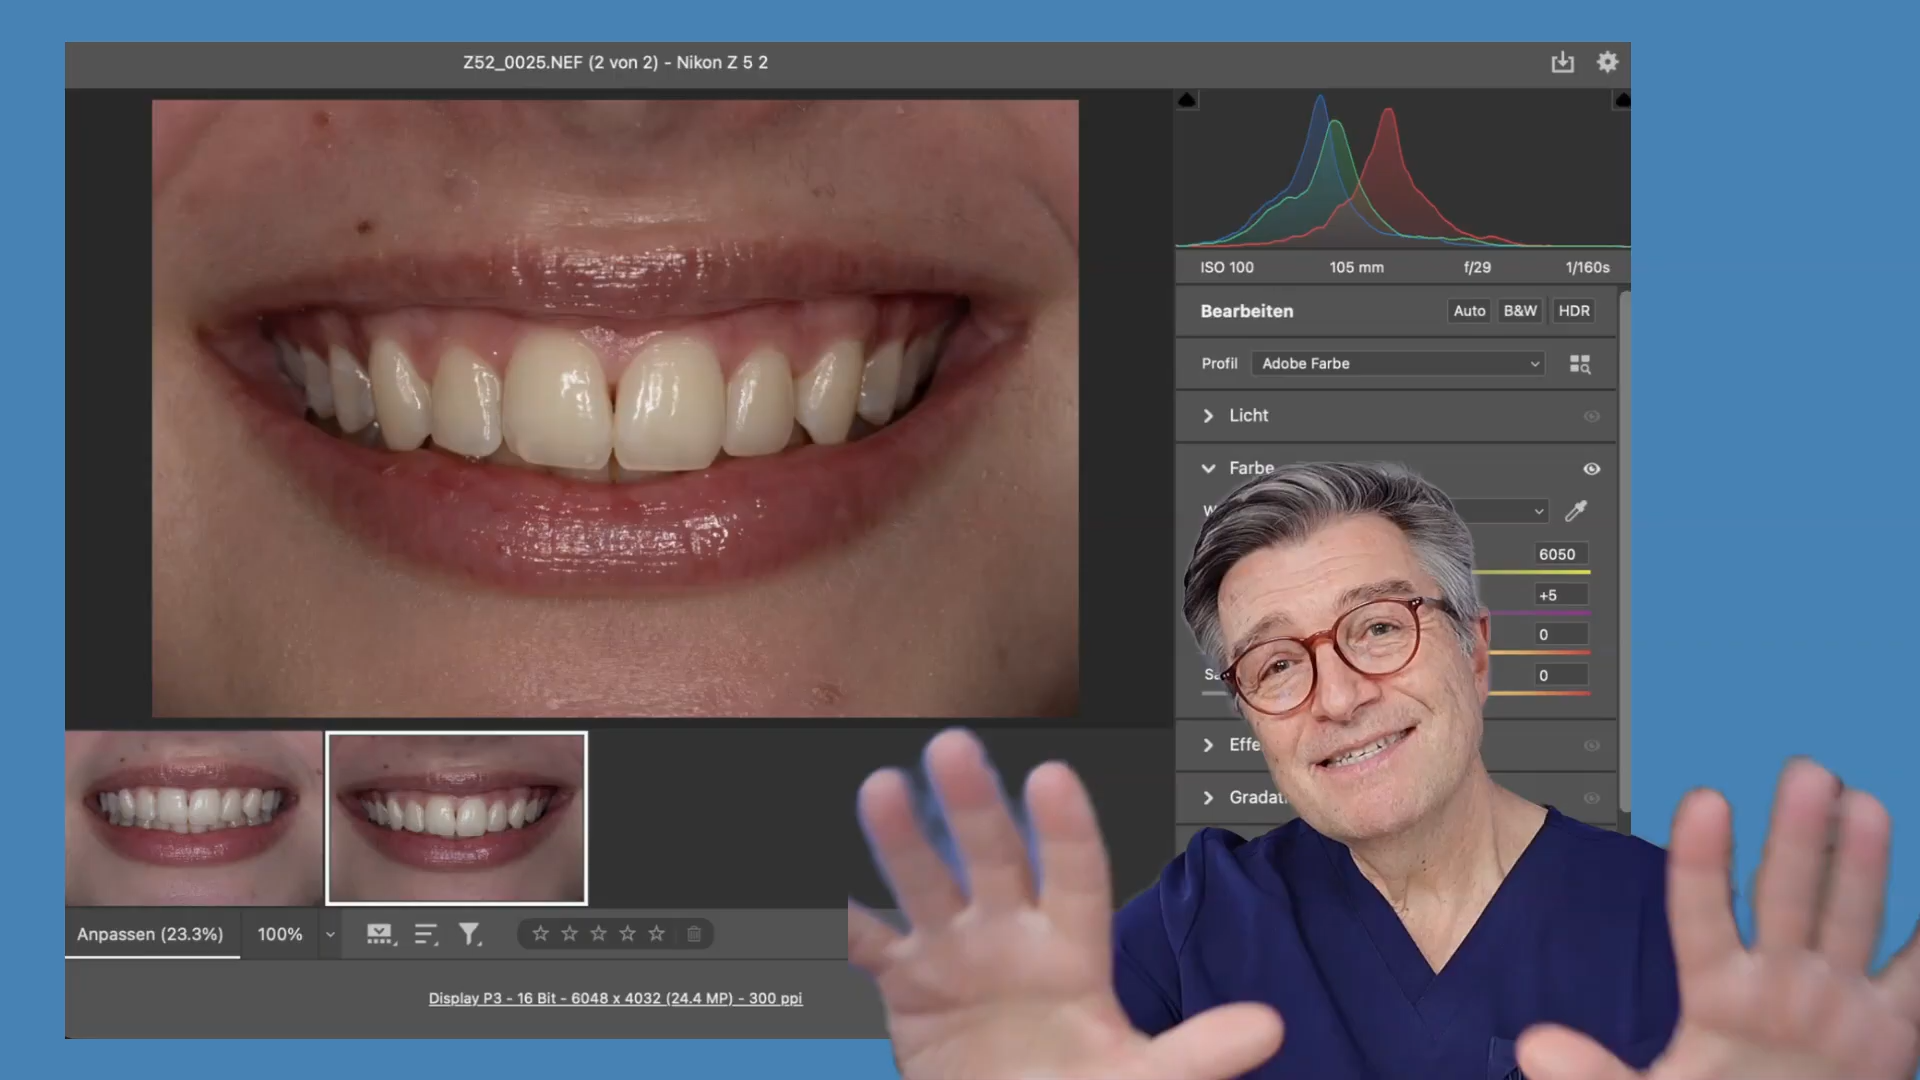 Z52_0025.NEF (2 von 2) - Nikon Z 5 2
ISO 100 105 mm f/29 1/160s
Bearbeiten Auto B&W HDR
Profil Adobe Farbe
Licht
Farbe
6050
+5
0
0
Effe
Gradat
Anpassen (23.3%) 100%
Display P3 - 16 Bit - 6048 x 4032 (24.4 MP) - 300 ppi